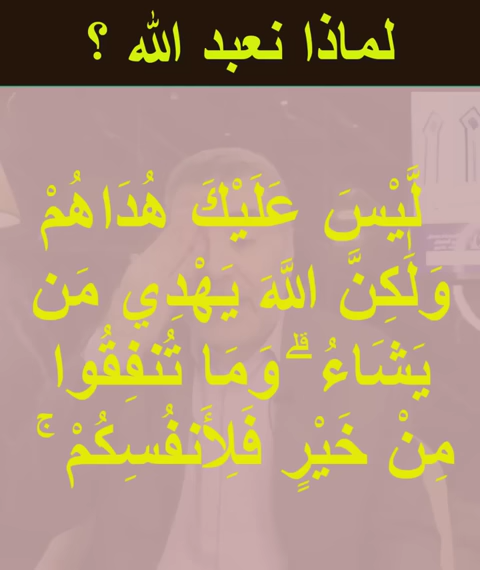 لماذا نعبد الله ؟
لَّيْسَ عَلَيْكَ هُدَاهُمْ
وَلَٰكِنَّ اللَّهَ يَهْدِي مَن
يَشَاءُ ۗ وَمَا تُنفِقُوا
مِنْ خَيْرٍ فَلِأَنفُسِكُمْ ۚ